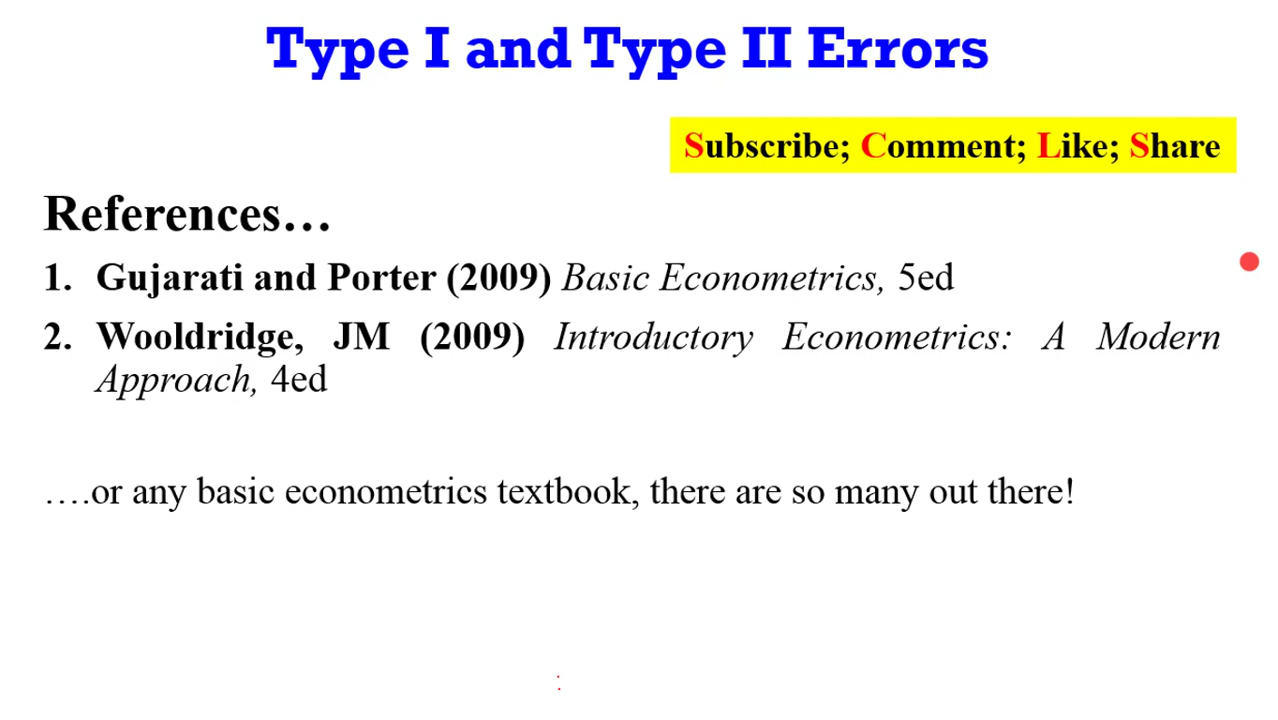 Type I and Type II Errors
Subscribe; Comment; Like; Share
References…
1. Gujarati and Porter (2009) Basic Econometrics, 5ed
2. Wooldridge, JM (2009) Introductory Econometrics: A Modern
Approach, 4ed
….or any basic econometrics textbook, there are so many out there!